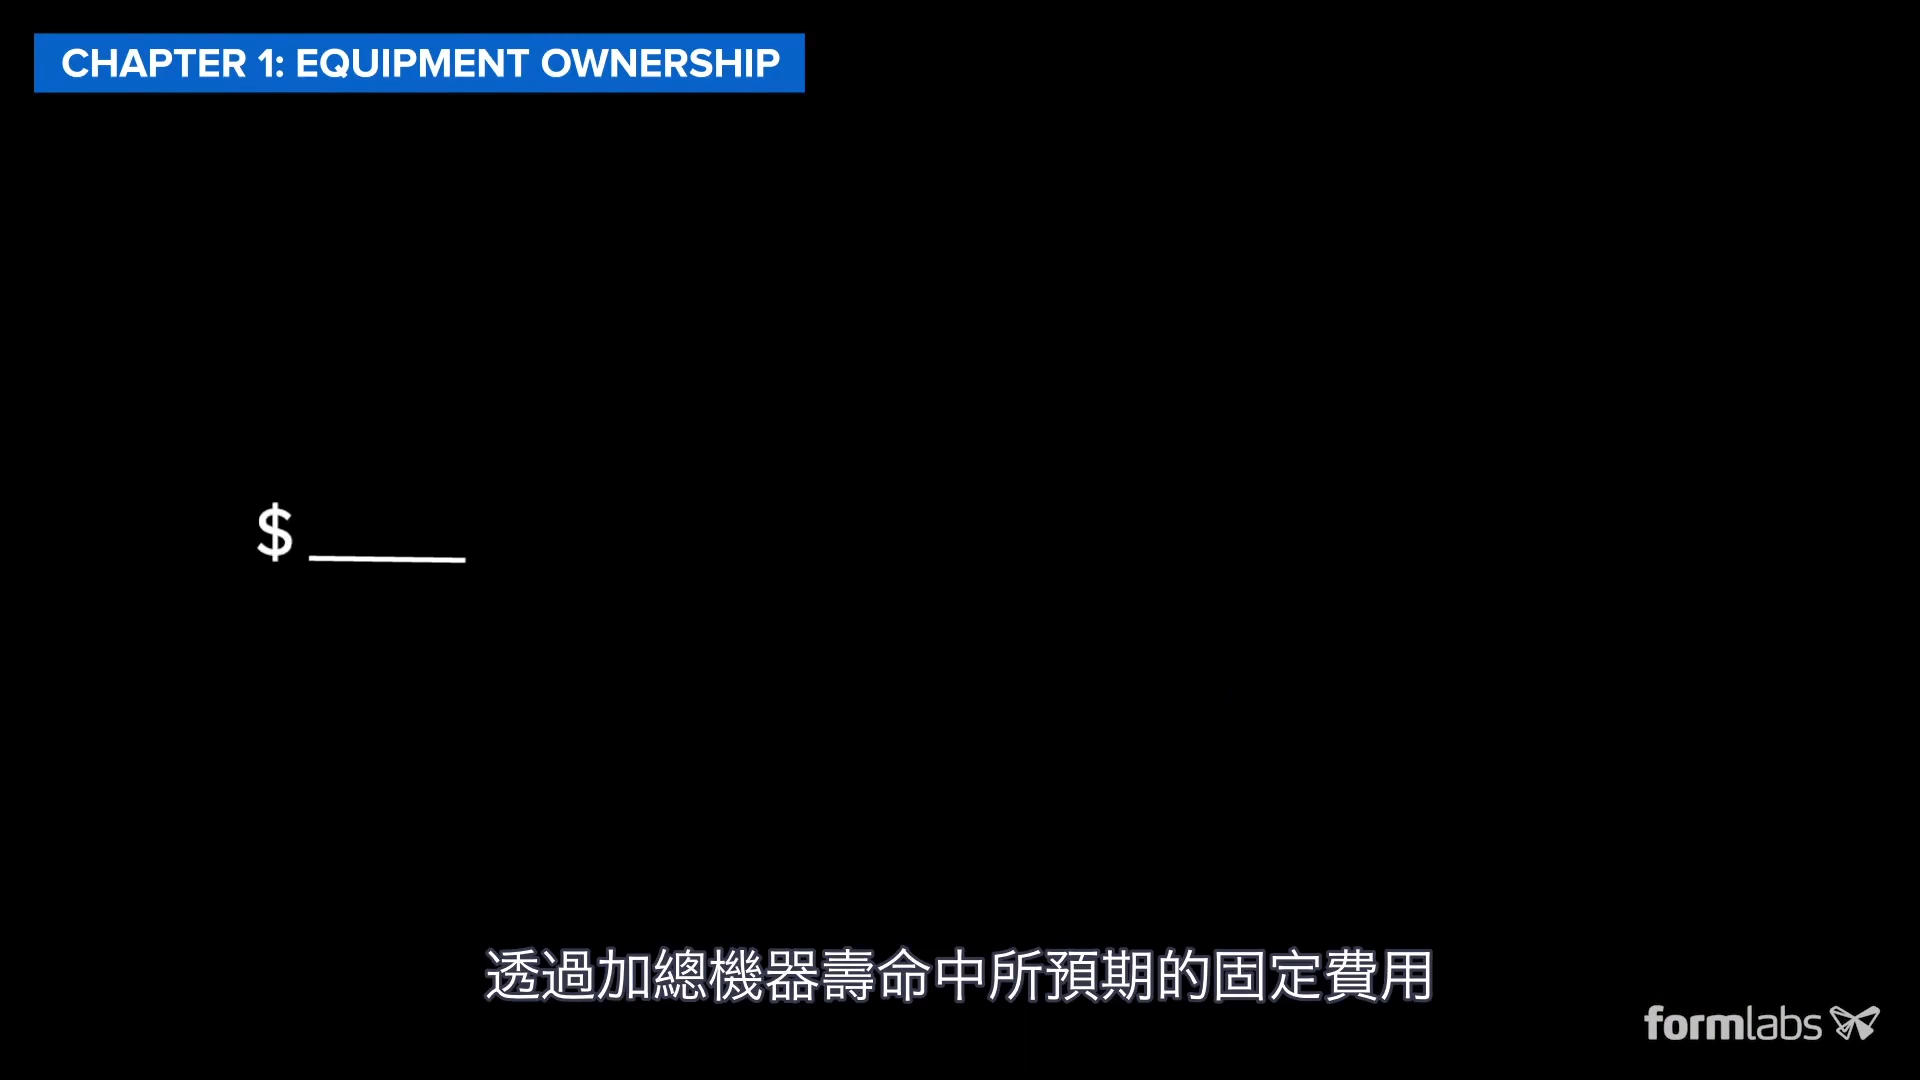 CHAPTER 1: EQUIPMENT OWNERSHIP
$ _____
透過加總機器壽命中所預期的固定費用
formlabs